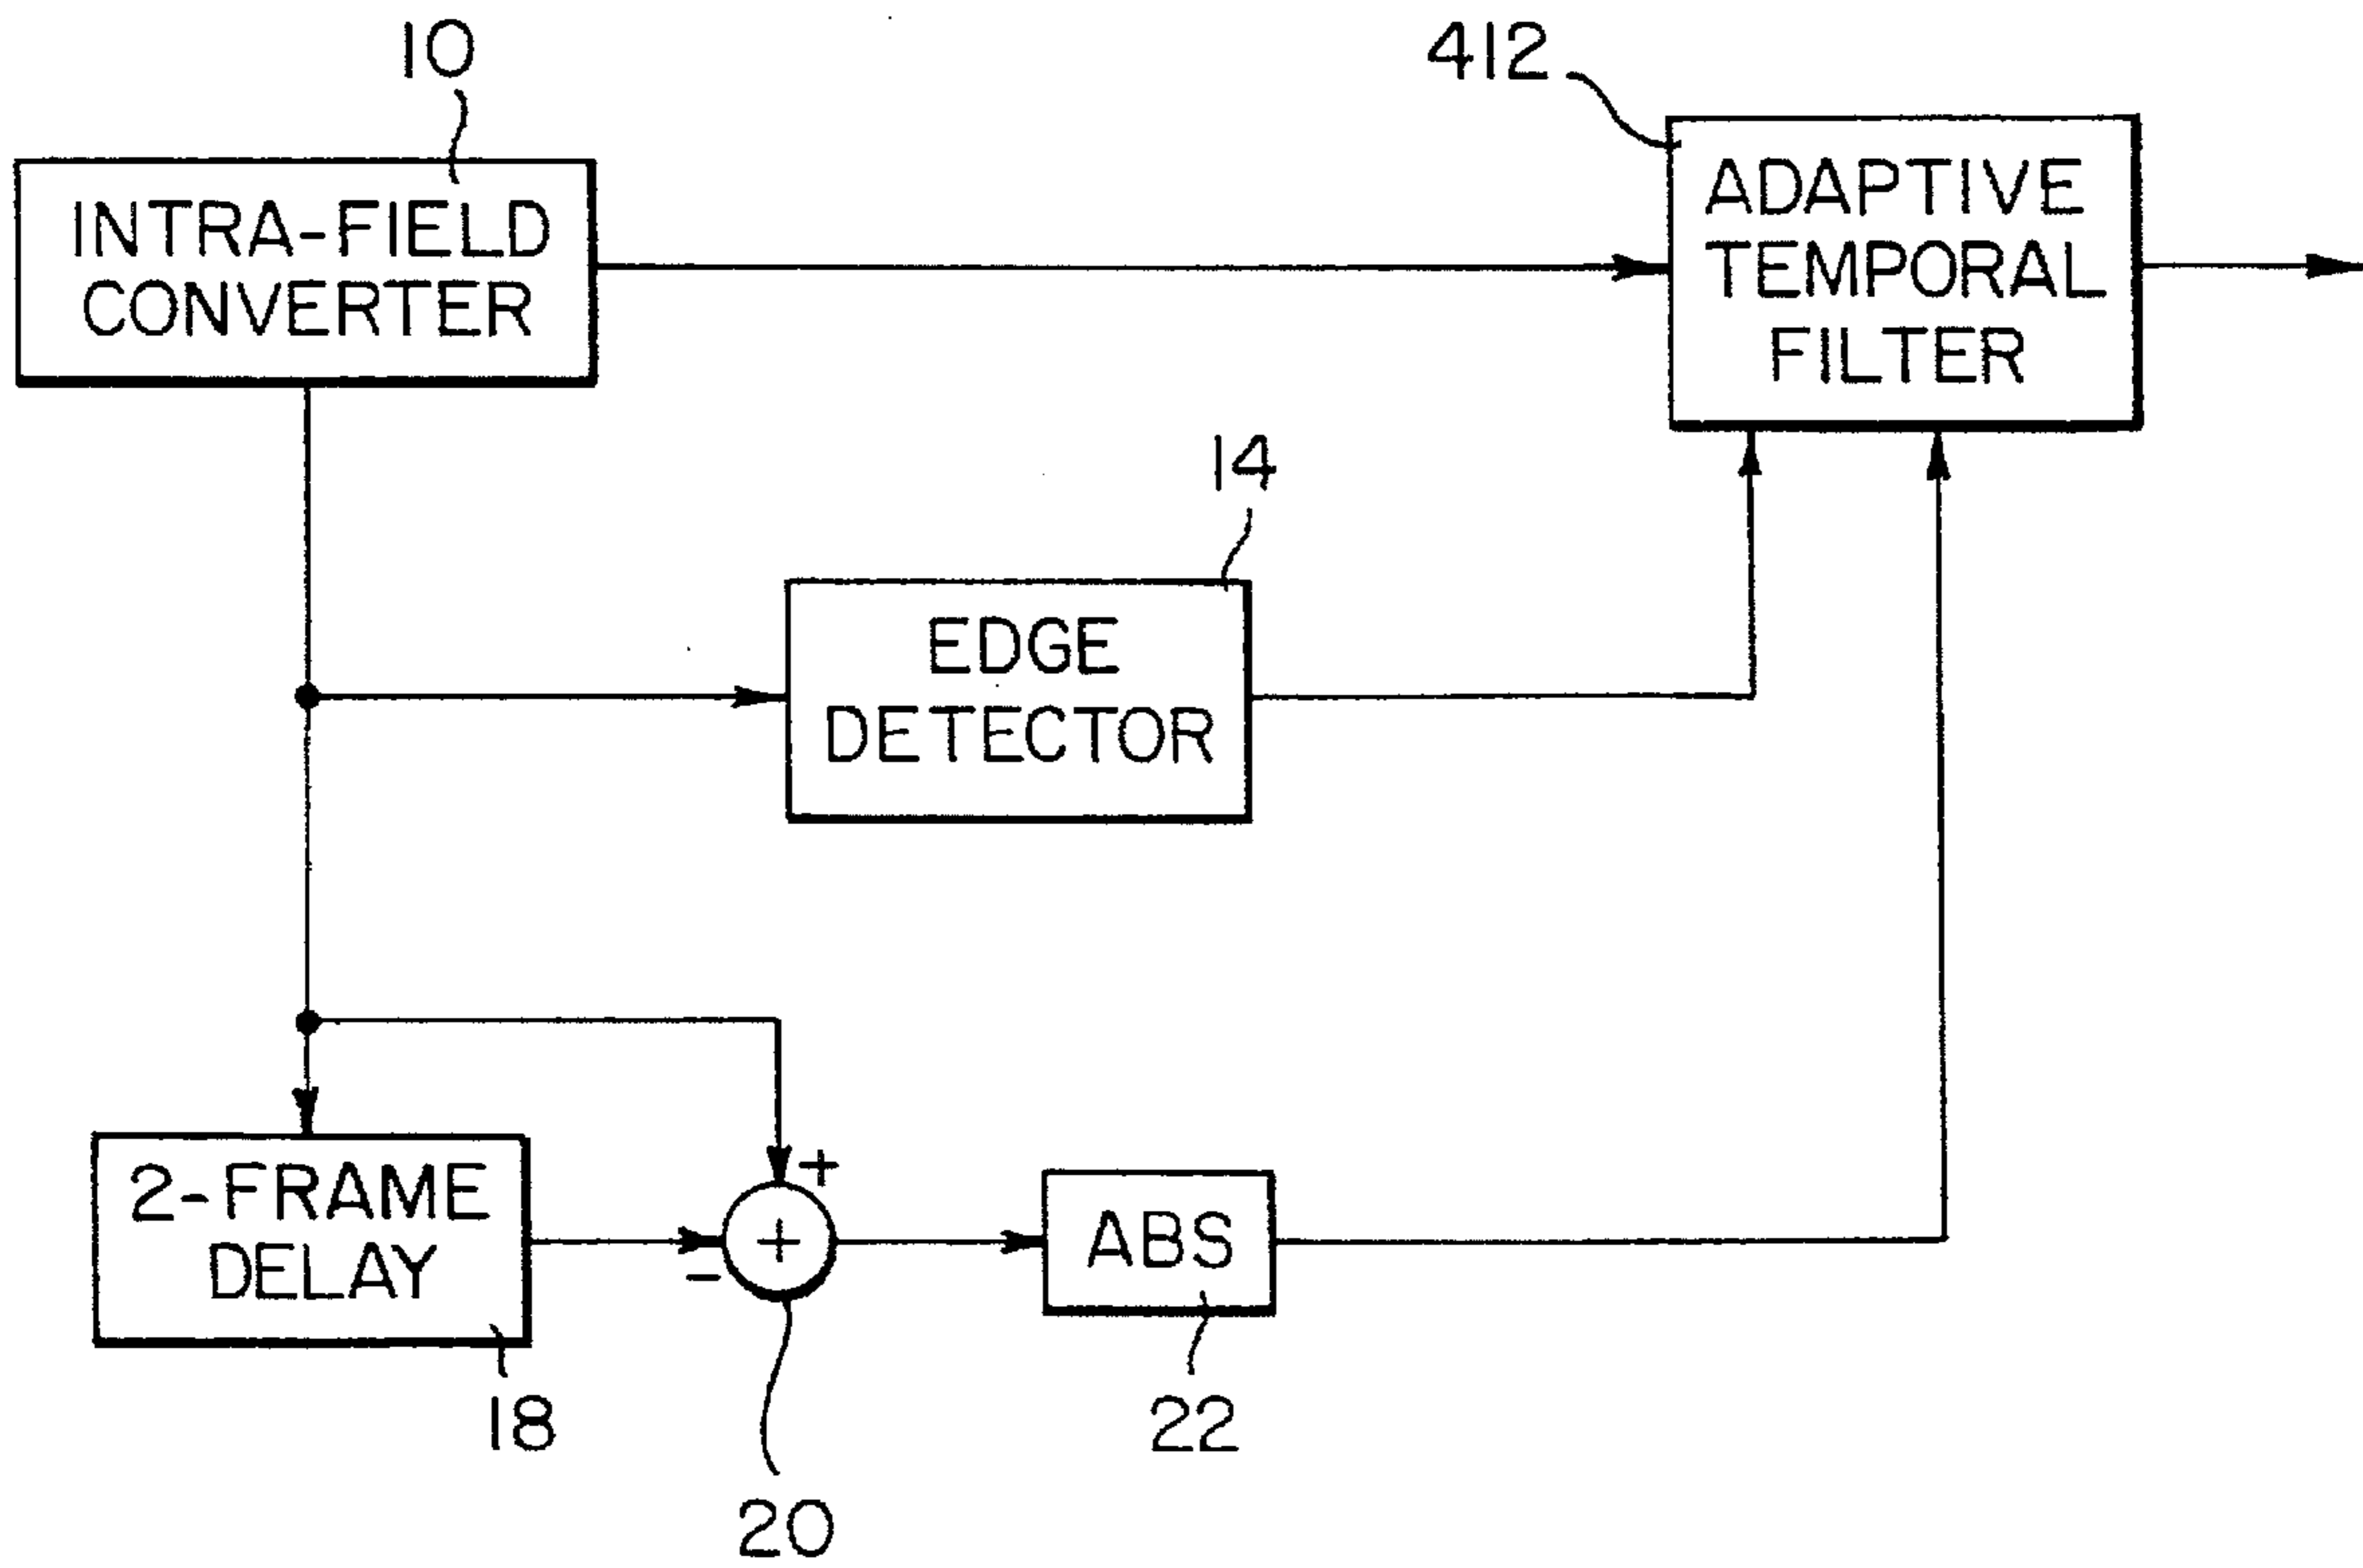 10
412
INTRA-FIELD
CONVERTER
ADAPTIVE
TEMPORAL
FILTER
14
EDGE
DETECTOR
2-FRAME
DELAY
+
-
+
ABS
18
20
22